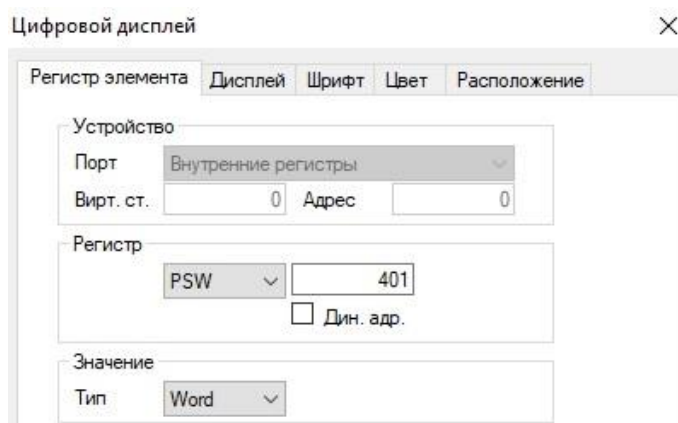 Цифровой дисплей
Регистр элемента Дисплей Шрифт Цвет Расположение
Устройство
Порт Внутренние регистры
Вирт. ст. 0 Адрес 0
Регистр
PSW 401
Дин. адр.
Значение
Тип Word